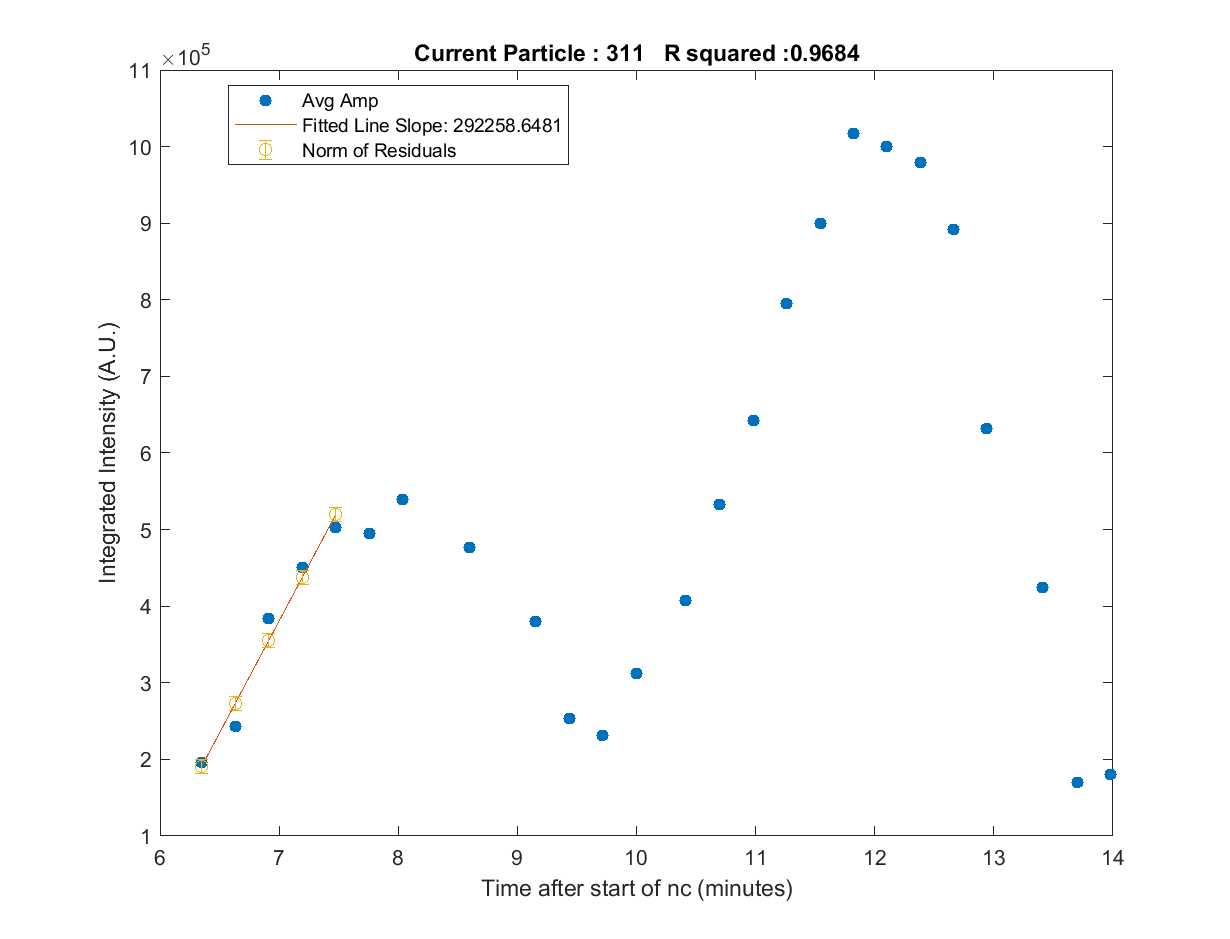 Current Particle : 311   R squared :0.9684
×10^5
Avg Amp
Fitted Line Slope: 292258.6481
Norm of Residuals
11
10
9
8
7
6
5
4
3
2
1
Integrated Intensity (A.U.)
6 7 8 9 10 11 12 13 14
Time after start of nc (minutes)